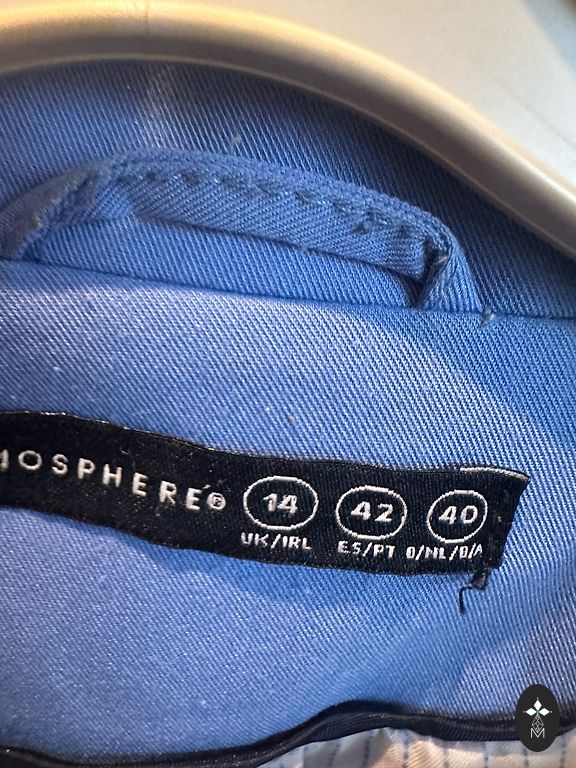 MOSPHERE® 14 42 40
UK/IRL ES/PT D/NL/B/A
M